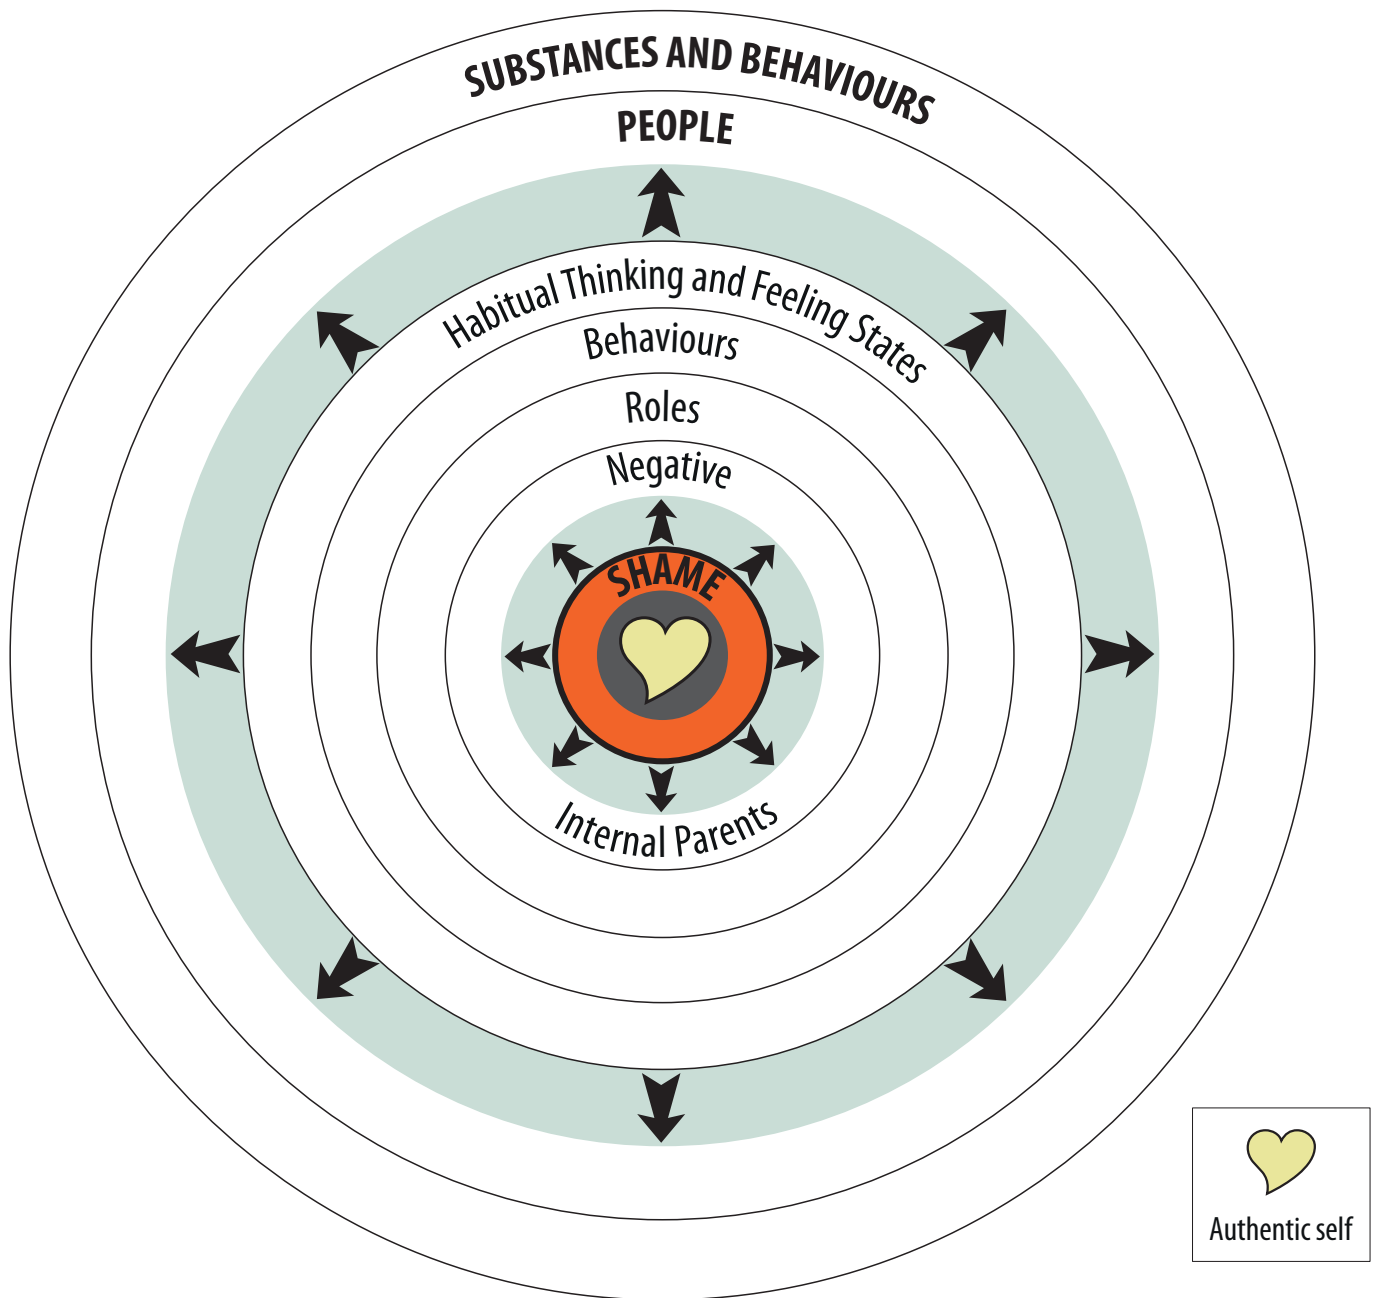 SUBSTANCES AND BEHAVIOURS
PEOPLE
Habitual Thinking and Feeling States
Behaviours
Roles
Negative
SHAME
Internal Parents
Authentic self